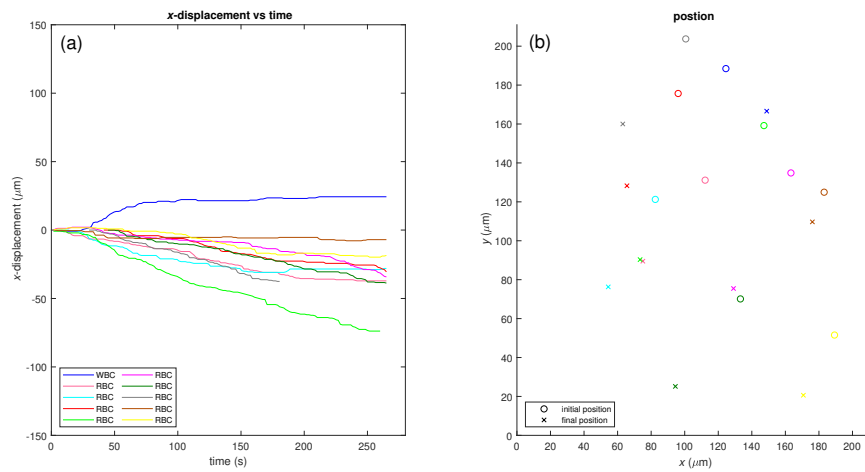 x-displacement vs time
(a)
x-displacement (μm)
150
100
50
0
-50
-100
-150
0 50 100 150 200 250
time (s)
WBC RBC
RBC RBC
RBC RBC
RBC RBC
RBC RBC
postion
(b)
y (μm)
200
180
160
140
120
100
80
60
40
20
0
0 20 40 60 80 100 120 140 160 180 200
x (μm)
initial position
final position